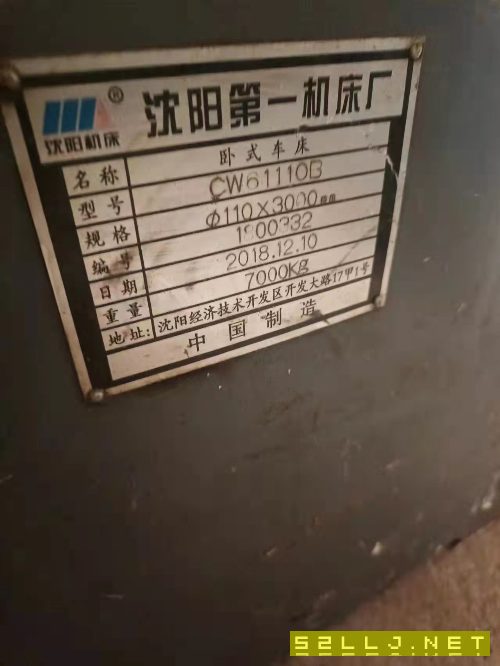 沈阳机床
®
沈阳第一机床厂
名称 卧式车床
型号 CW61110B
规格 Φ110×3000mm
编号
日期 2018.12.10
重量 7000Kg
地址: 沈阳经济技术开发区开发大路17甲1号
中国制造
52LLJ.NET